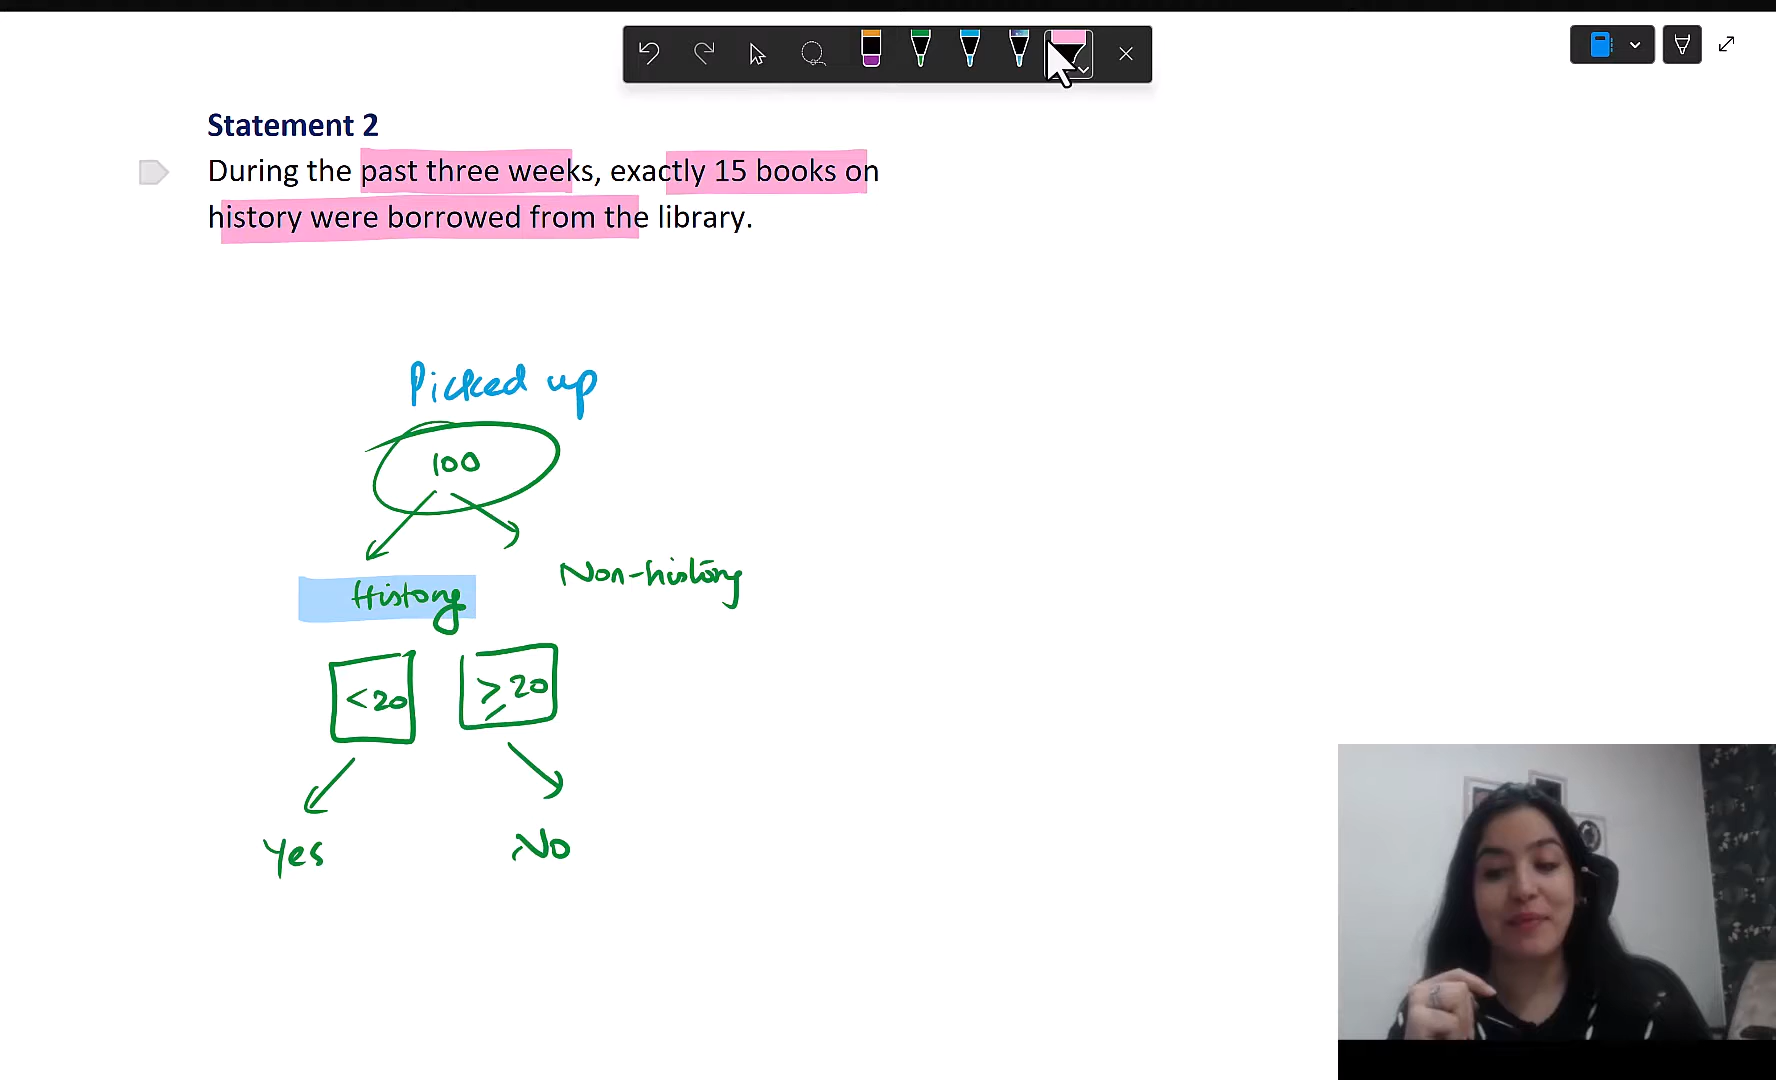 Statement 2
During the past three weeks, exactly 15 books on
history were borrowed from the library.
Picked up
100
History
Non-history
<20
≥20
Yes
No